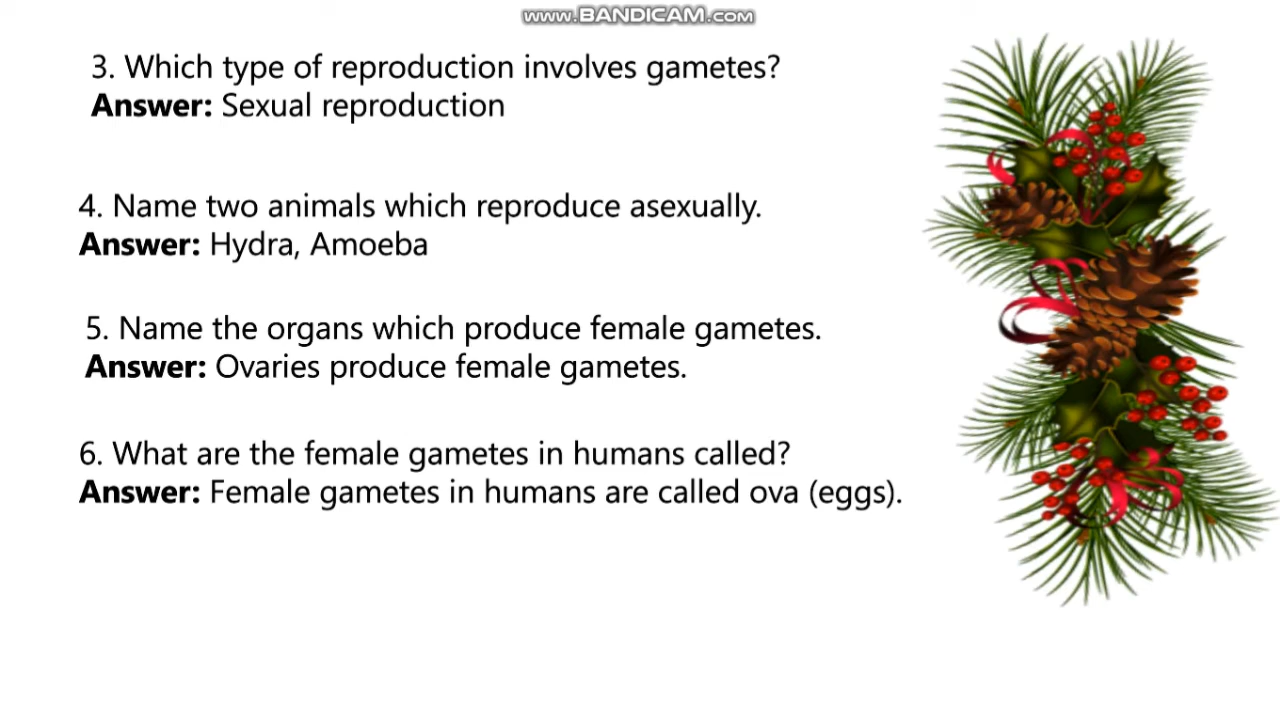 www.BANDICAM.com
3. Which type of reproduction involves gametes?
Answer: Sexual reproduction
4. Name two animals which reproduce asexually.
Answer: Hydra, Amoeba
5. Name the organs which produce female gametes.
Answer: Ovaries produce female gametes.
6. What are the female gametes in humans called?
Answer: Female gametes in humans are called ova (eggs).